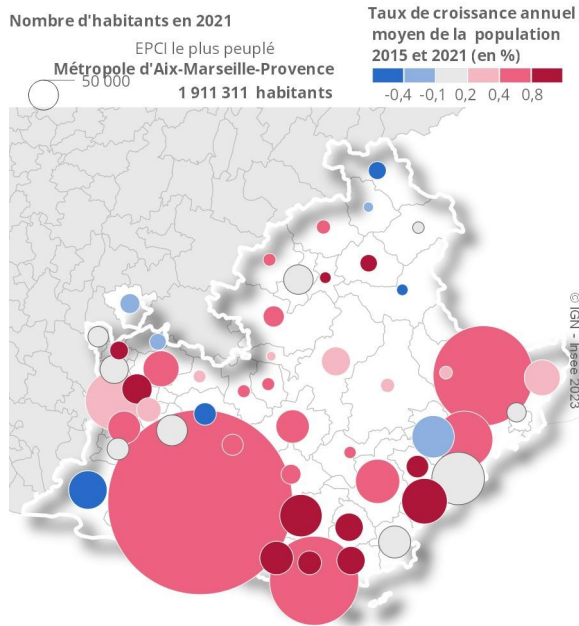 Nombre d'habitants en 2021
EPCI le plus peuplé
Métropole d'Aix-Marseille-Provence
50 000
1 911 311 habitants
Taux de croissance annuel
moyen de la population
2015 et 2021 (en %)
-0,4 -0,1 0,2 0,4 0,8
© IGN - Insee 2023